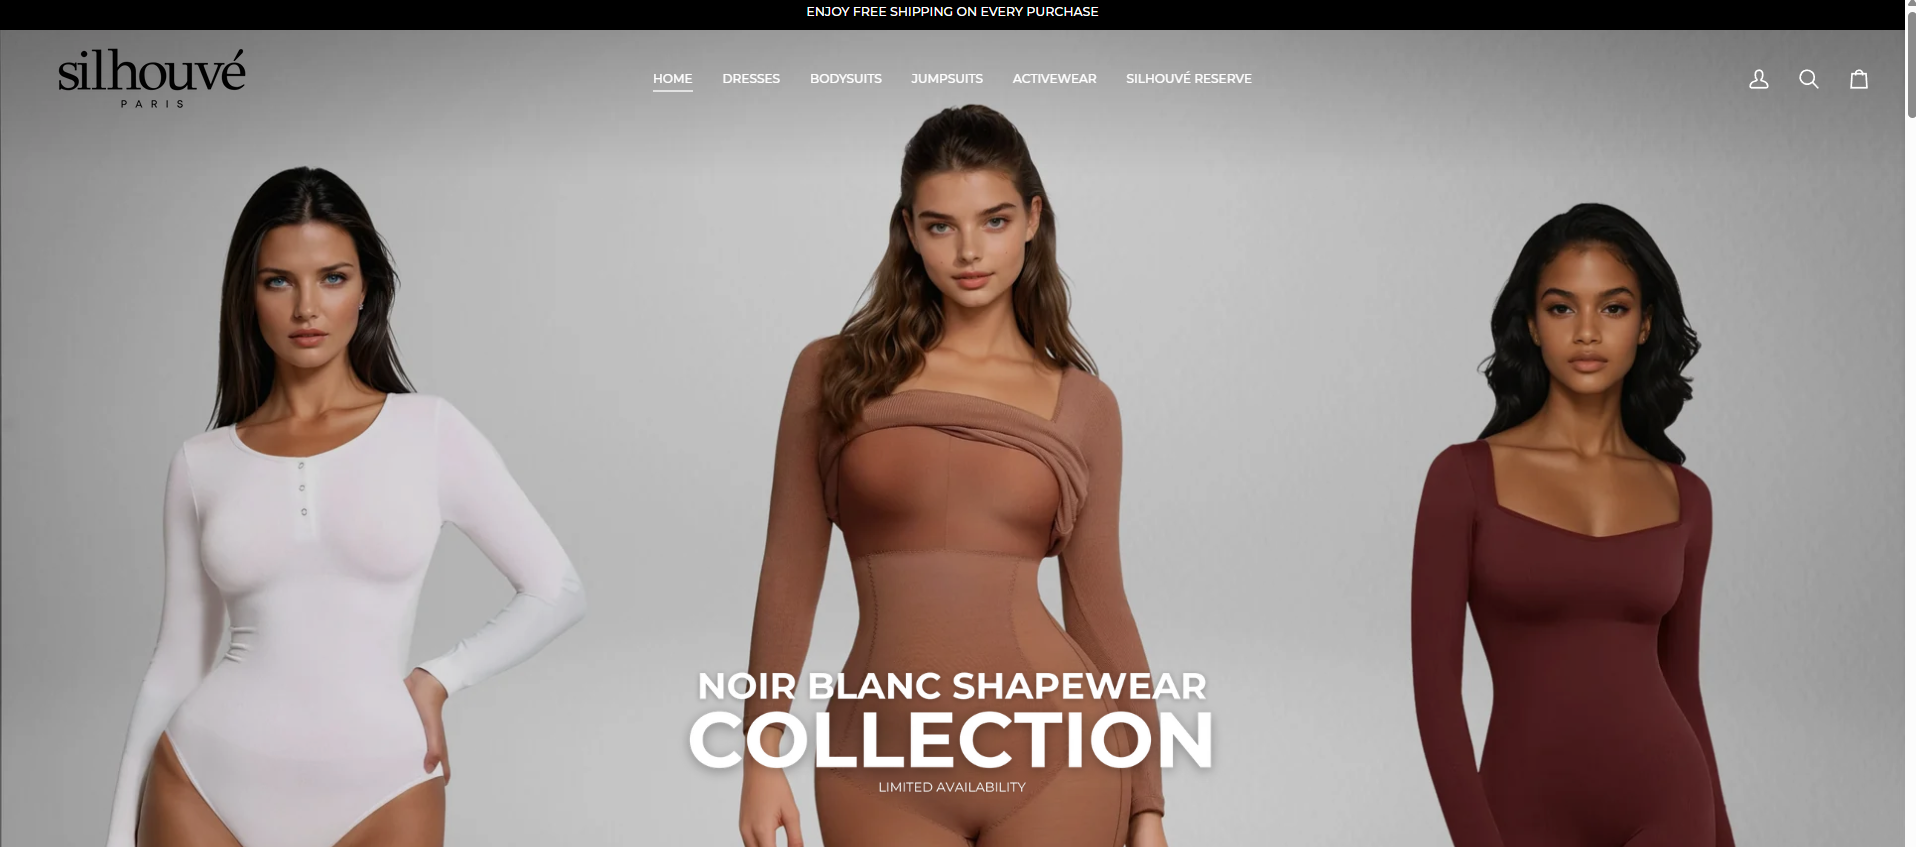 ENJOY FREE SHIPPING ON EVERY PURCHASE
silhouvé
PARIS
HOME
DRESSES
BODYSUITS
JUMPSUITS
ACTIVEWEAR
SILHOUVÉ RESERVE
NOIR BLANC SHAPEWEAR
COLLECTION
LIMITED AVAILABILITY